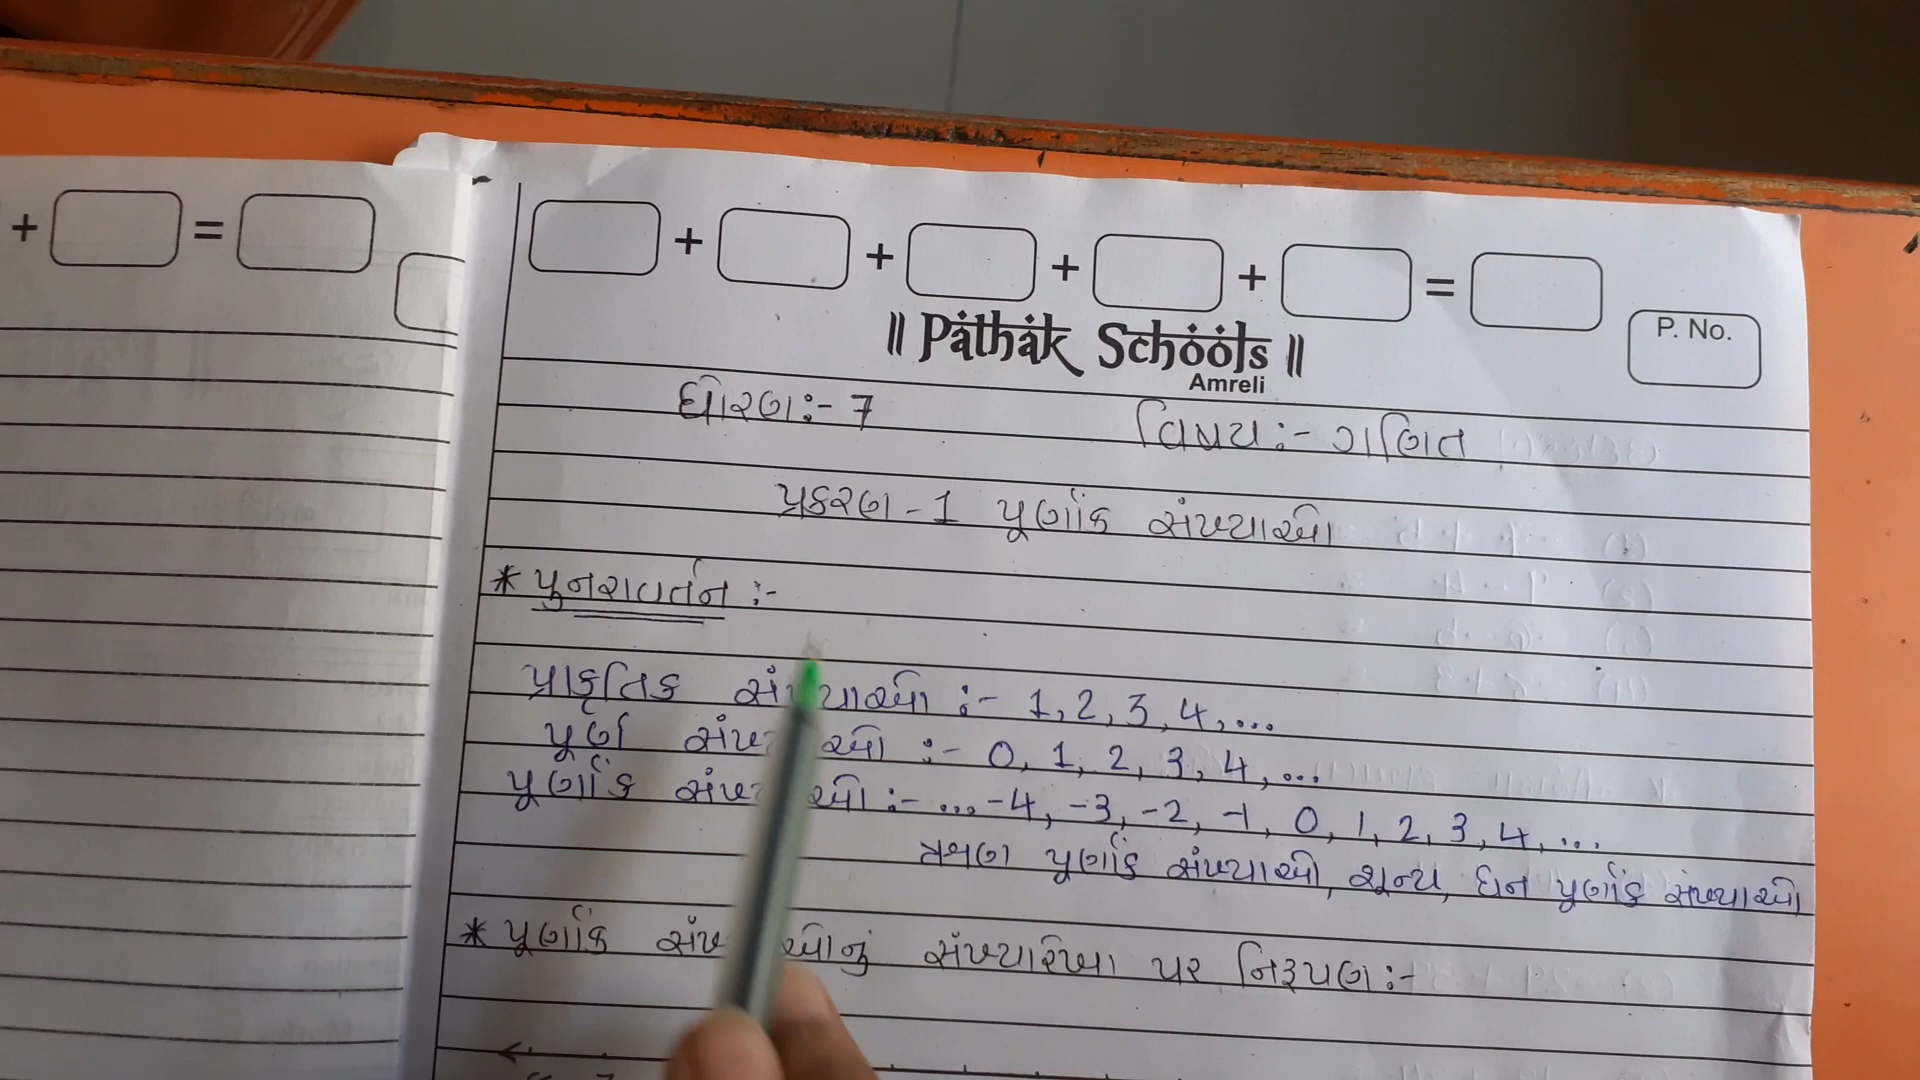 + =
+ + + + =
|| Pathak Schools ||
Amreli
P. No.
ધોરણ:- 7 વિષય:- ગણિત
પ્રકરણ - 1 પૂર્ણાંક સંખ્યાઓ
* પુનરાવર્તન :-
પ્રાકૃતિક સંખ્યાઓ :- 1, 2, 3, 4, ...
પૂર્ણ સંખ્યાઓ :- 0, 1, 2, 3, 4, ...
પૂર્ણાંક સંખ્યાઓ :- ... -4, -3, -2, -1, 0, 1, 2, 3, 4, ...
ઋણ પૂર્ણાંક સંખ્યાઓ, શૂન્ય, ધન પૂર્ણાંક સંખ્યાઓ
* પૂર્ણાંક સંખ્યાઓનું સંખ્યારેખા પર નિરૂપણ :-